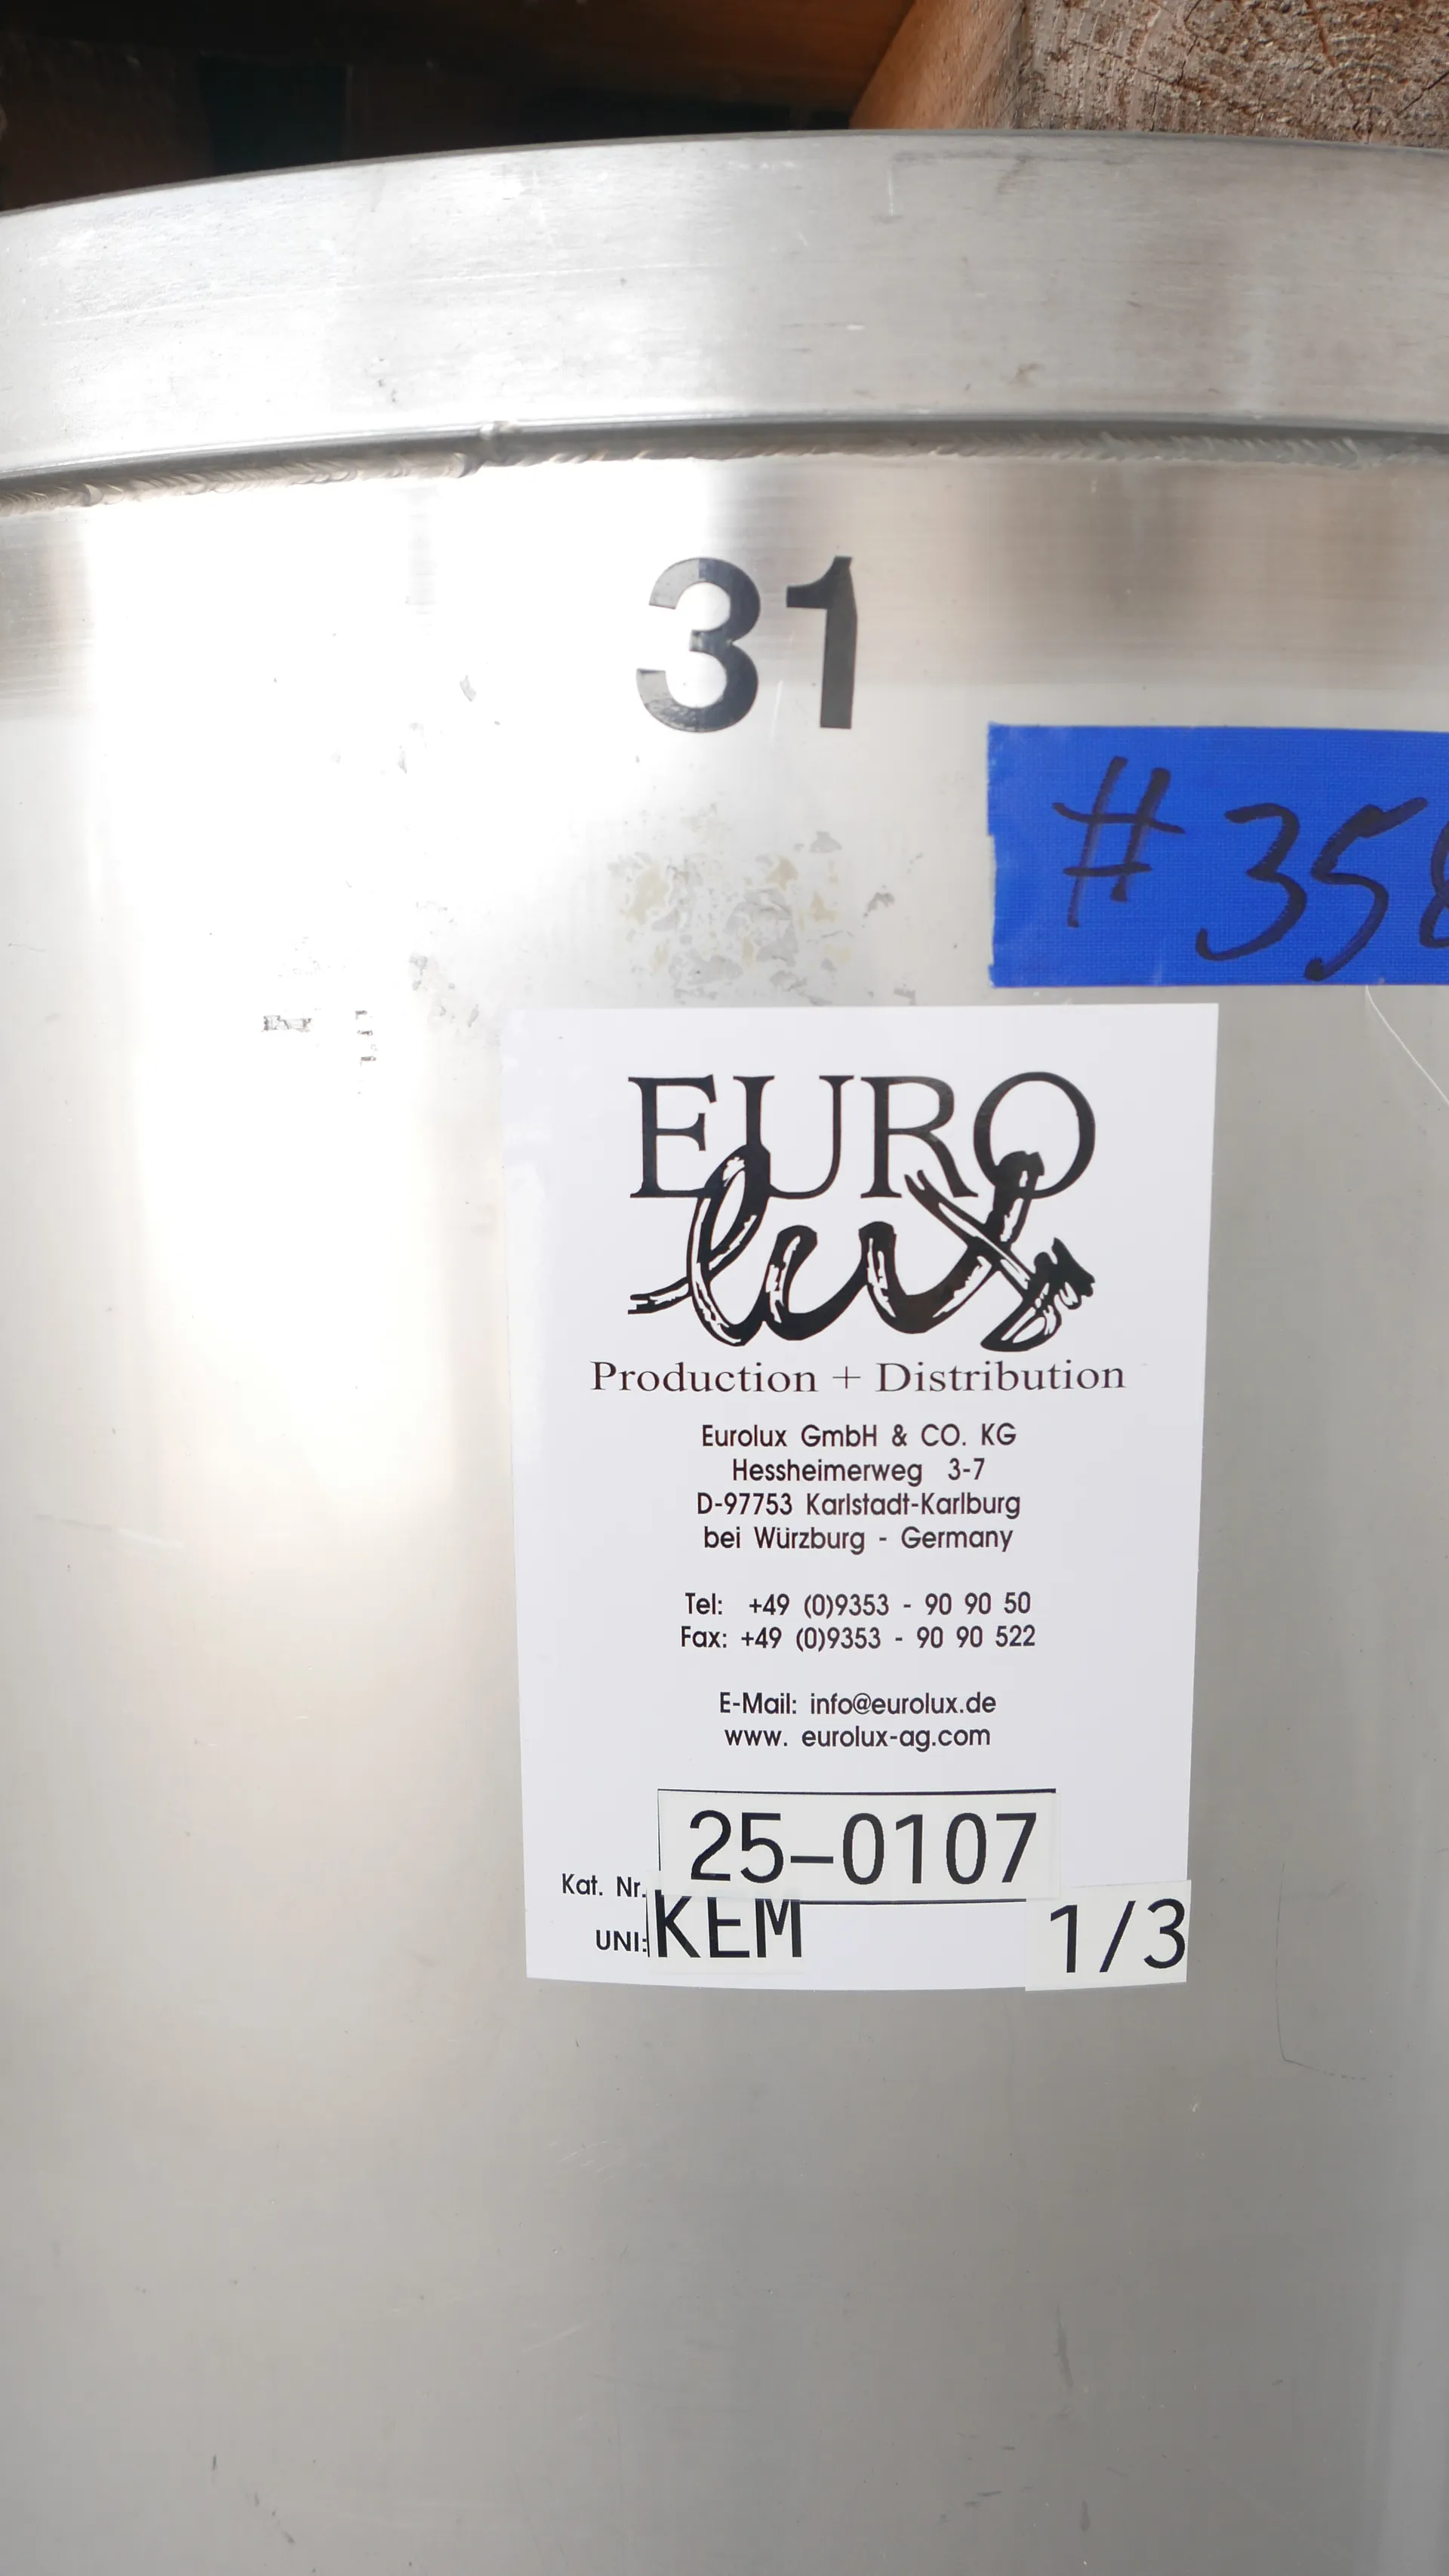 31
#358
EURO
lux
Production + Distribution
Eurolux GmbH & CO. KG
Hessheimerweg 3-7
D-97753 Karlstadt-Karlburg
bei Würzburg - Germany
Tel: +49 (0)9353 - 90 90 50
Fax: +49 (0)9353 - 90 90 522
E-Mail: info@eurolux.de
www. eurolux-ag.com
Kat. Nr. 25-0107
UNI: KEM 1/3